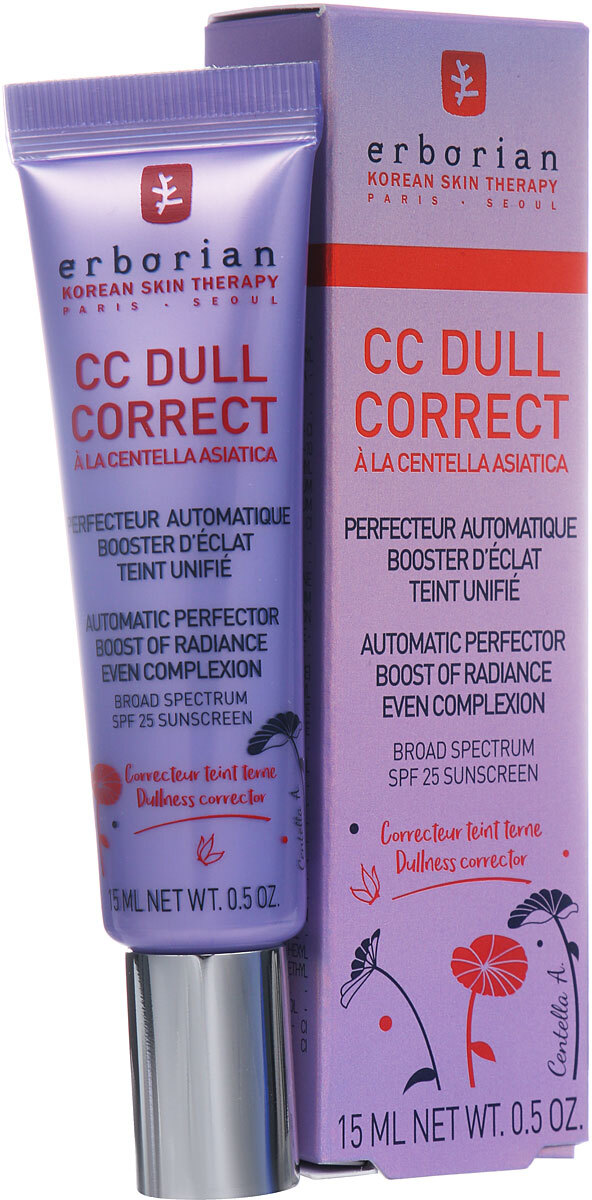 erborian
KOREAN SKIN THERAPY
PARIS · SEOUL
CC DULL
CORRECT
À LA CENTELLA ASIATICA
PERFECTEUR AUTOMATIQUE
BOOSTER D'ÉCLAT
TEINT UNIFIÉ
AUTOMATIC PERFECTOR
BOOST OF RADIANCE
EVEN COMPLEXION
BROAD SPECTRUM
SPF 25 SUNSCREEN
Correcteur teint terne
Dullness corrector
Centella A.
15 ML NET WT. 0.5 OZ.
erborian
KOREAN SKIN THERAPY
PARIS · SEOUL
CC DULL
CORRECT
À LA CENTELLA ASIATICA
PERFECTEUR AUTOMATIQUE
BOOSTER D'ÉCLAT
TEINT UNIFIÉ
AUTOMATIC PERFECTOR
BOOST OF RADIANCE
EVEN COMPLEXION
BROAD SPECTRUM
SPF 25 SUNSCREEN
Correcteur teint terne
Dullness corrector
Centella A.
15 ML NET WT. 0.5 OZ.